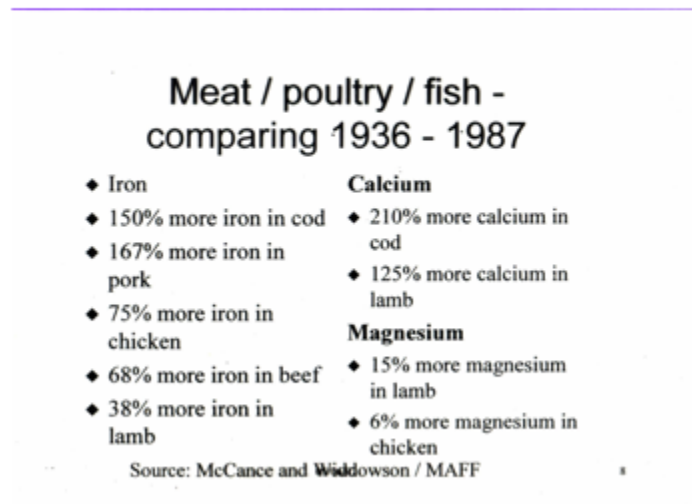 Meat / poultry / fish -
comparing 1936 - 1987
◆ Iron
◆ 150% more iron in cod
◆ 167% more iron in
pork
◆ 75% more iron in
chicken
◆ 68% more iron in beef
◆ 38% more iron in
lamb
Calcium
◆ 210% more calcium in
cod
◆ 125% more calcium in
lamb
Magnesium
◆ 15% more magnesium
in lamb
◆ 6% more magnesium in
chicken
Source: McCance and Widdowson / MAFF
8